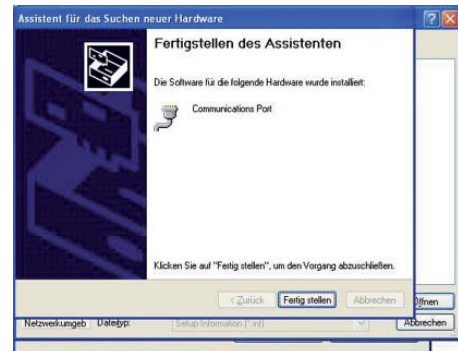 Assistent für das Suchen neuer Hardware
Fertigstellen des Assistenten
Die Software für die folgende Hardware wurde installiert:
Communications Port
Klicken Sie auf "Fertig stellen", um den Vorgang abzuschließen.
< Zurück Fertig stellen Abbrechen
Netzwerkumgeb Dateityp: Setup Information (*.inf) Abbrechen